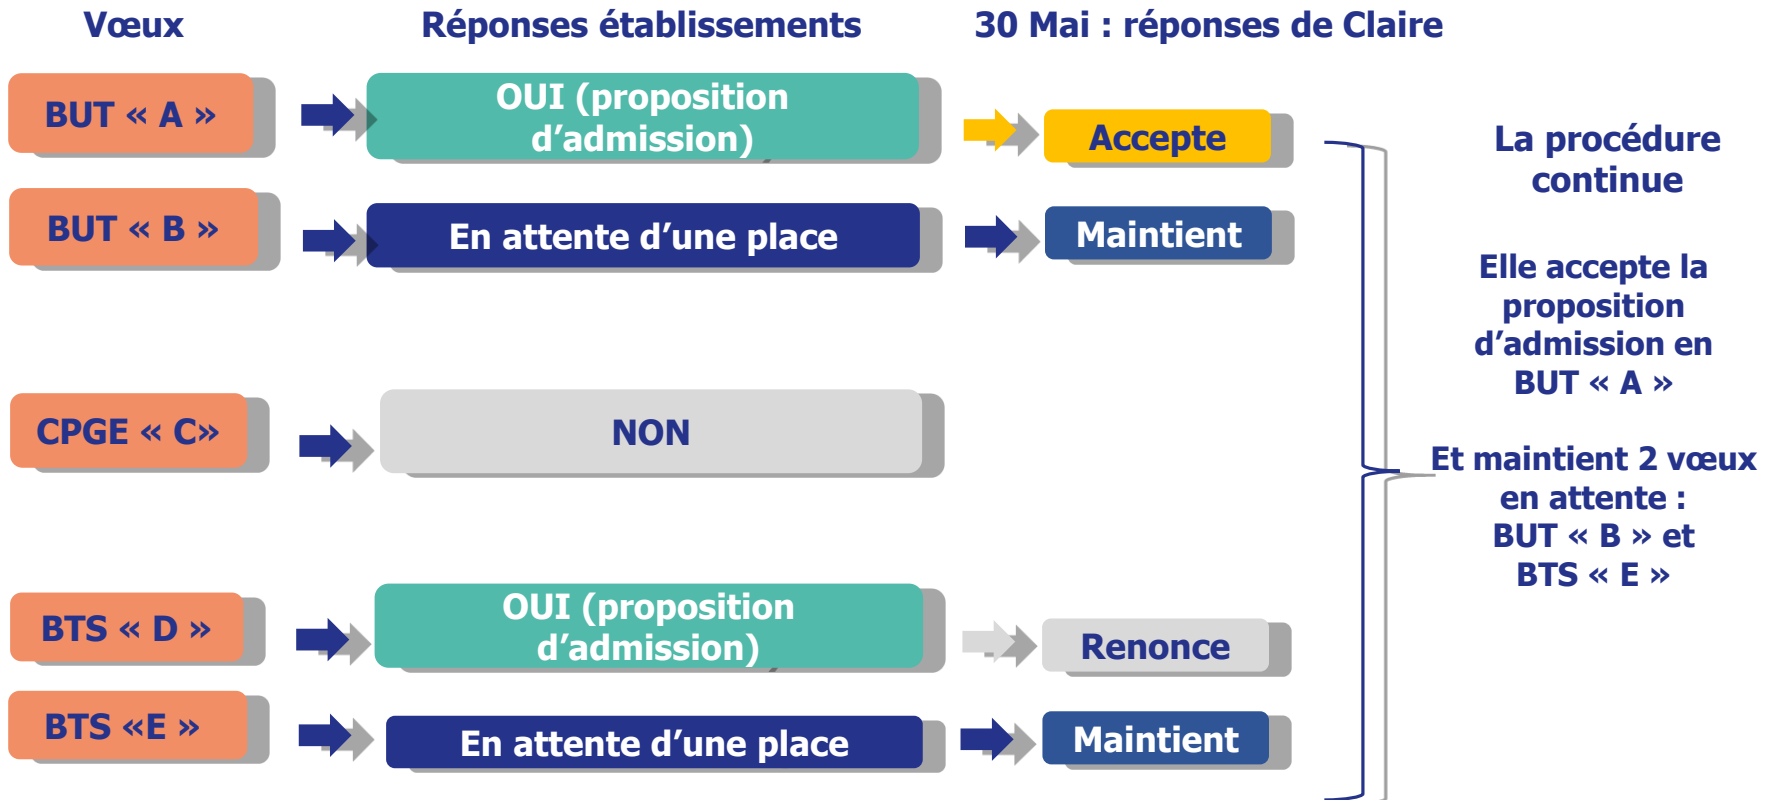 Vœux
Réponses établissements
30 Mai : réponses de Claire
BUT « A »
OUI (proposition
d’admission)
Accepte
BUT « B »
En attente d’une place
Maintient
CPGE « C»
NON
BTS « D »
OUI (proposition
d’admission)
Renonce
BTS «E »
En attente d’une place
Maintient
La procédure
continue
Elle accepte la
proposition
d’admission en
BUT « A »
Et maintient 2 vœux
en attente :
BUT « B » et
BTS « E »